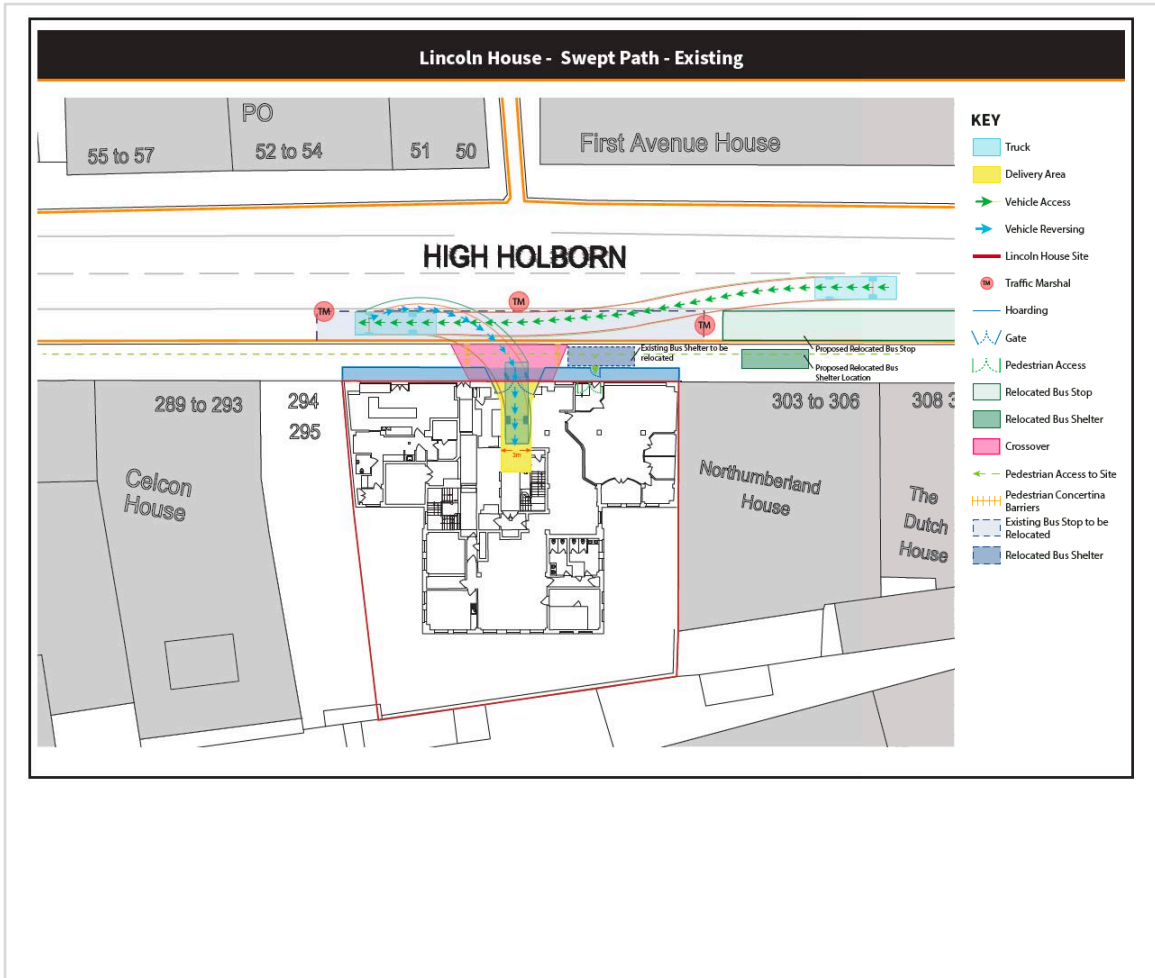 Lincoln House - Swept Path - Existing
PO
55 to 57
52 to 54
51
50
First Avenue House
HIGH HOLBORN
TM
TM
TM
Existing Bus Shelter to be
relocated
Proposed Relocated Bus Stop
Proposed Relocated Bus
Shelter Location
289 to 293
294
295
303 to 306
308
3m
Celcon
House
Northumberland
House
The
Dutch
House
KEY
Truck
Delivery Area
Vehicle Access
Vehicle Reversing
Lincoln House Site
TM
Traffic Marshal
Hoarding
Gate
Pedestrian Access
Relocated Bus Stop
Relocated Bus Shelter
Crossover
Pedestrian Access to Site
Pedestrian Concertina
Barriers
Existing Bus Stop to be
Relocated
Relocated Bus Shelter